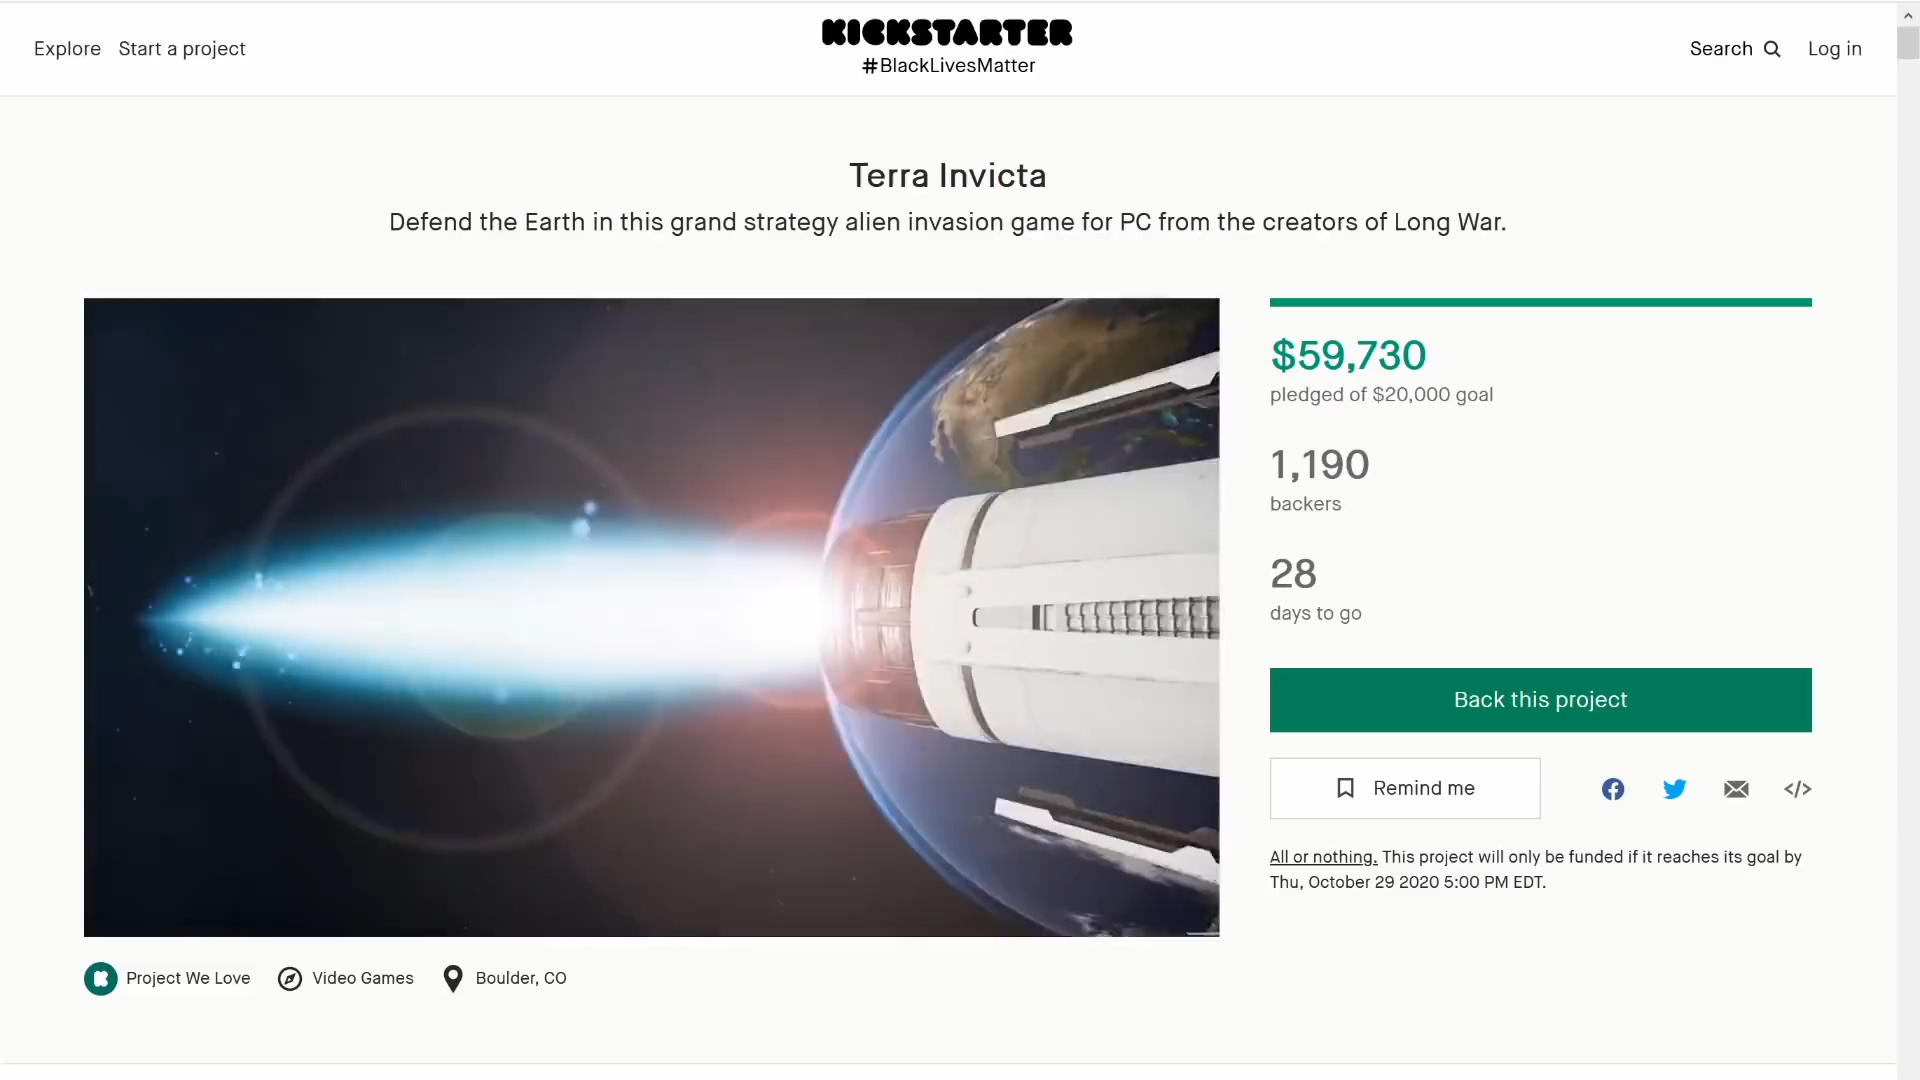 Explore
Start a project
KICKSTARTER
#BlackLivesMatter
Search
Log in
Terra Invicta
Defend the Earth in this grand strategy alien invasion game for PC from the creators of Long War.
$59,730
pledged of $20,000 goal
1,190
backers
28
days to go
Back this project
Remind me
All or nothing. This project will only be funded if it reaches its goal by
Thu, October 29 2020 5:00 PM EDT.
Project We Love
Video Games
Boulder, CO